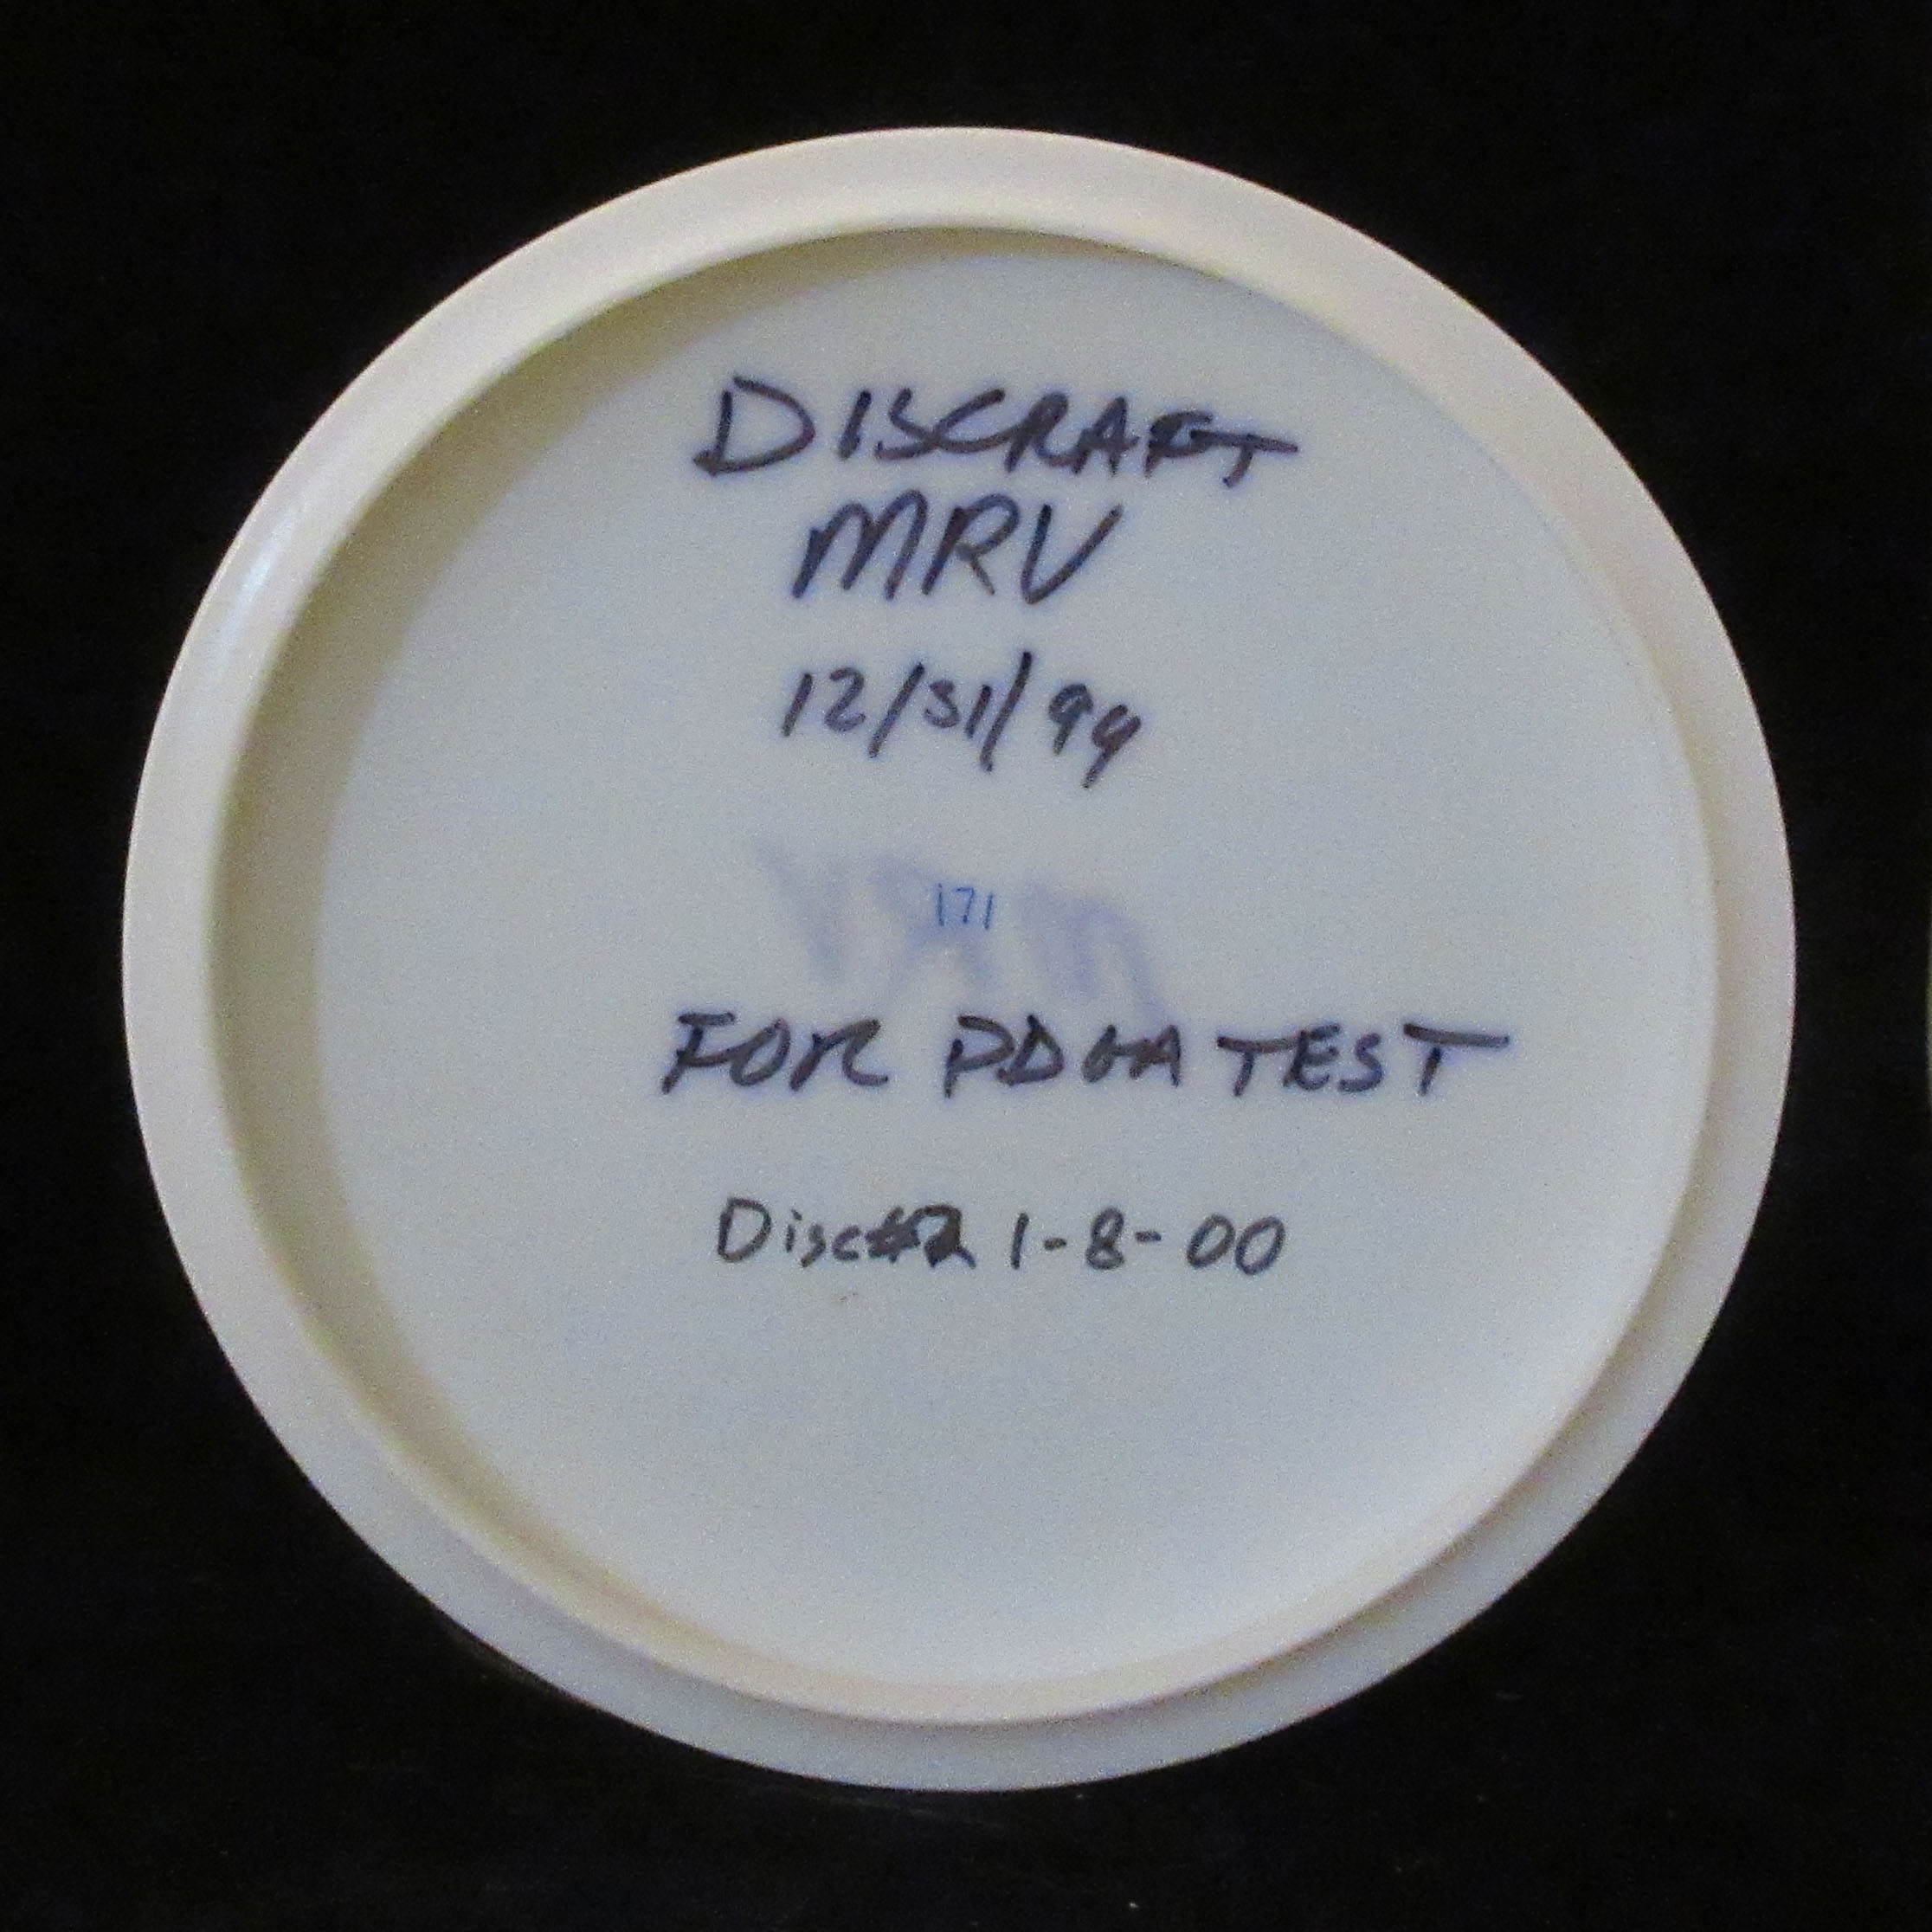 DISCRAFT
MRV
12/31/99
171
FOR PDGA TEST
Disc#2 1-8-00